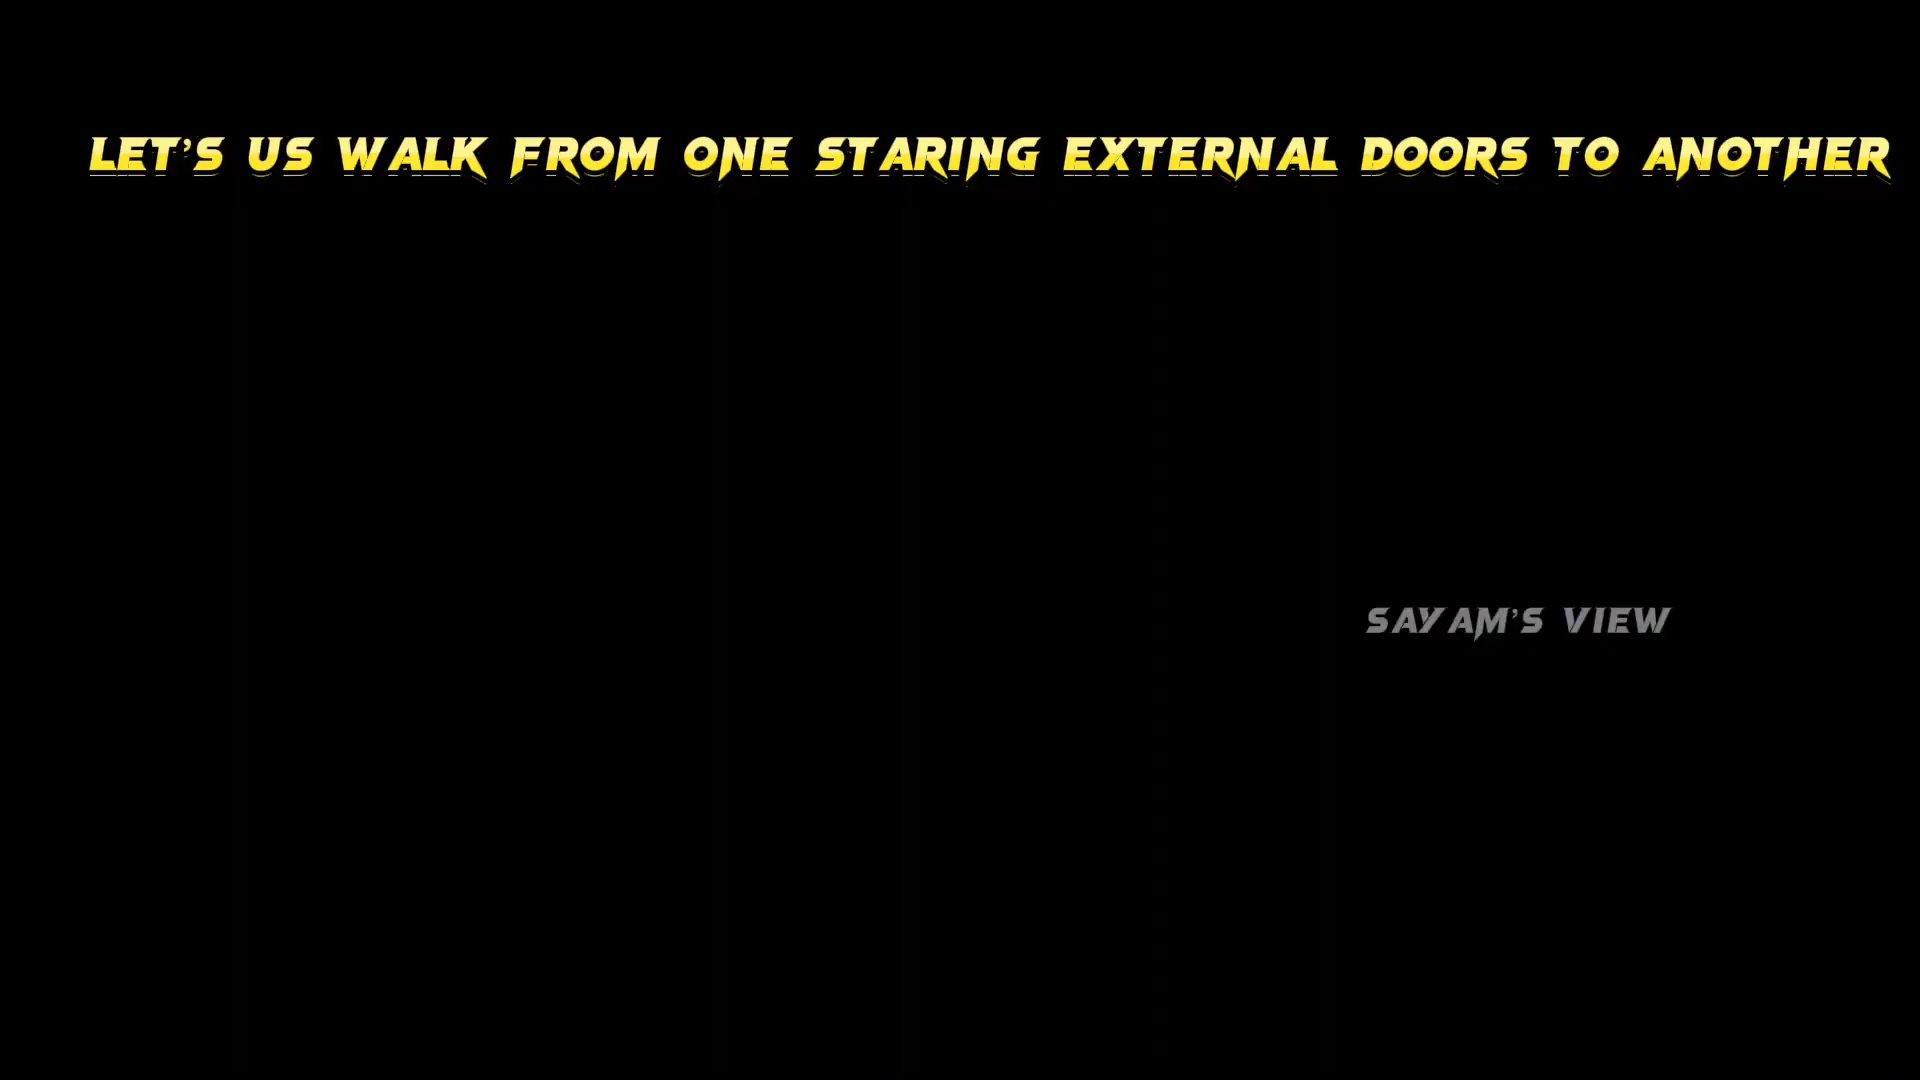 LET'S US WALK FROM ONE STARING EXTERNAL DOORS TO ANOTHER
SAYAM'S VIEW